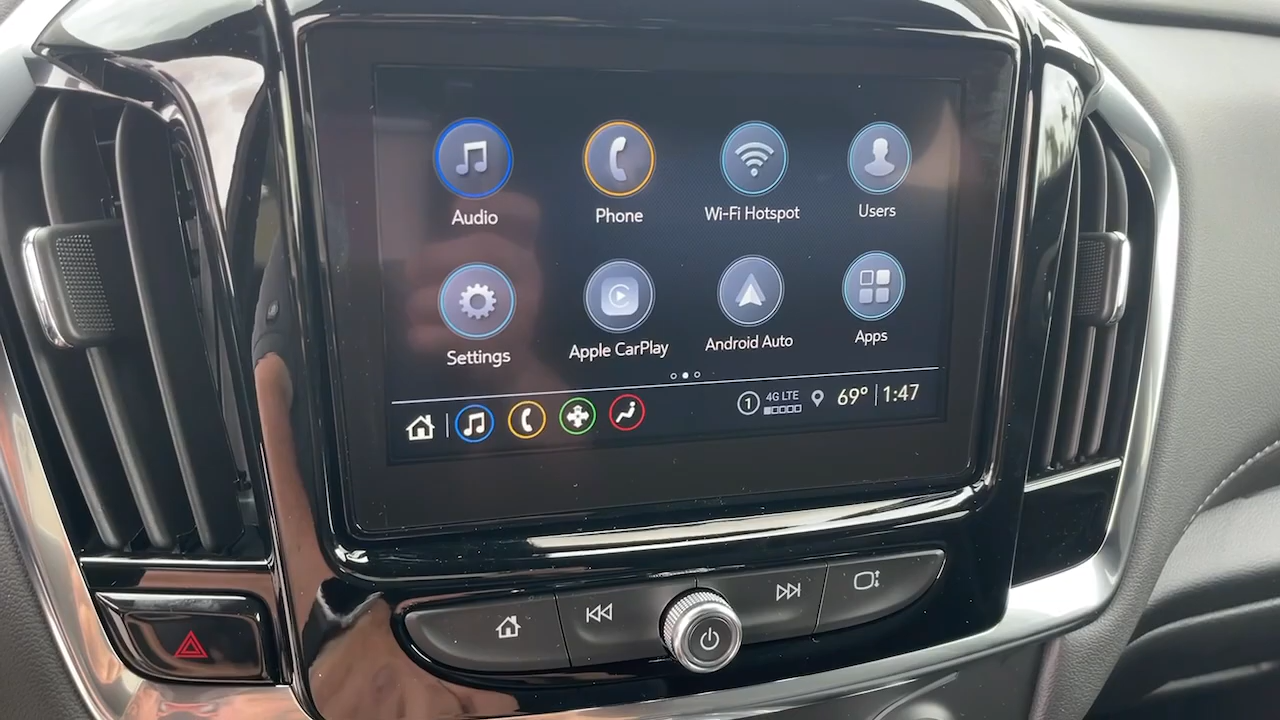 Audio
Phone
Wi-Fi Hotspot
Users
Settings
Apple CarPlay
Android Auto
Apps
1
4G LTE
69°
1:47